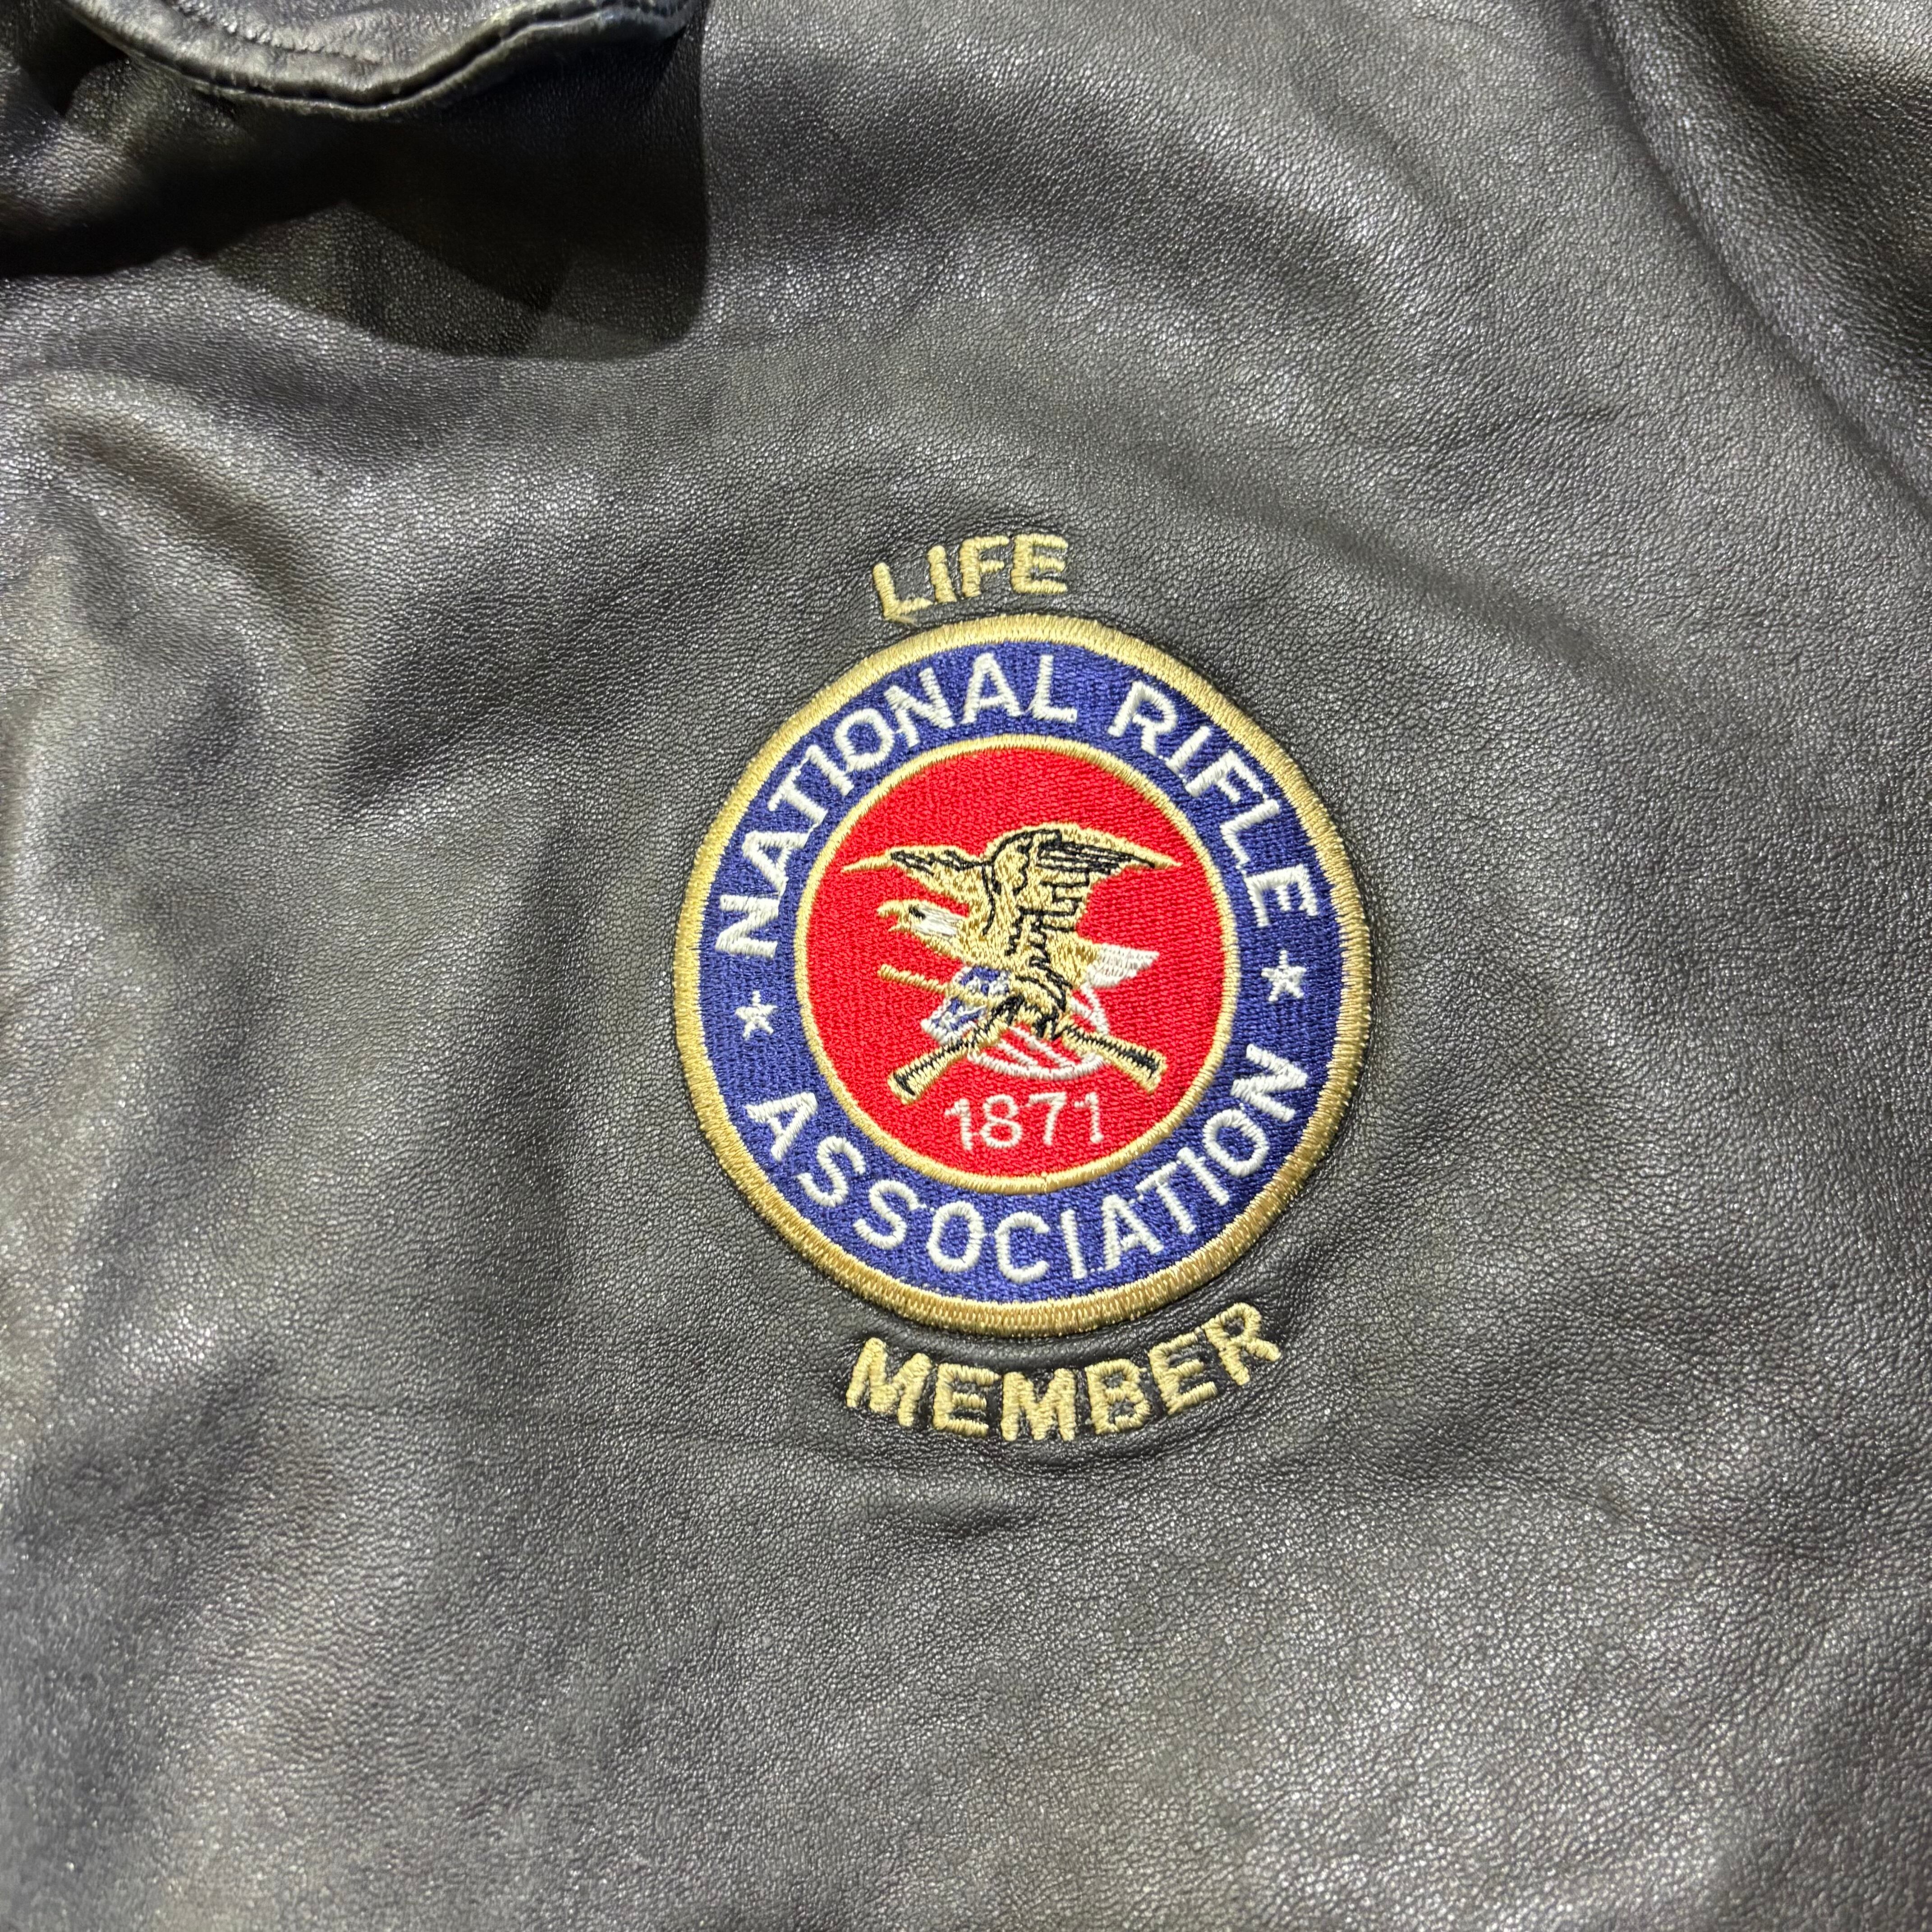 LIFE
NATIONAL RIFLE
★ ★
1871
ASSOCIATION
MEMBER